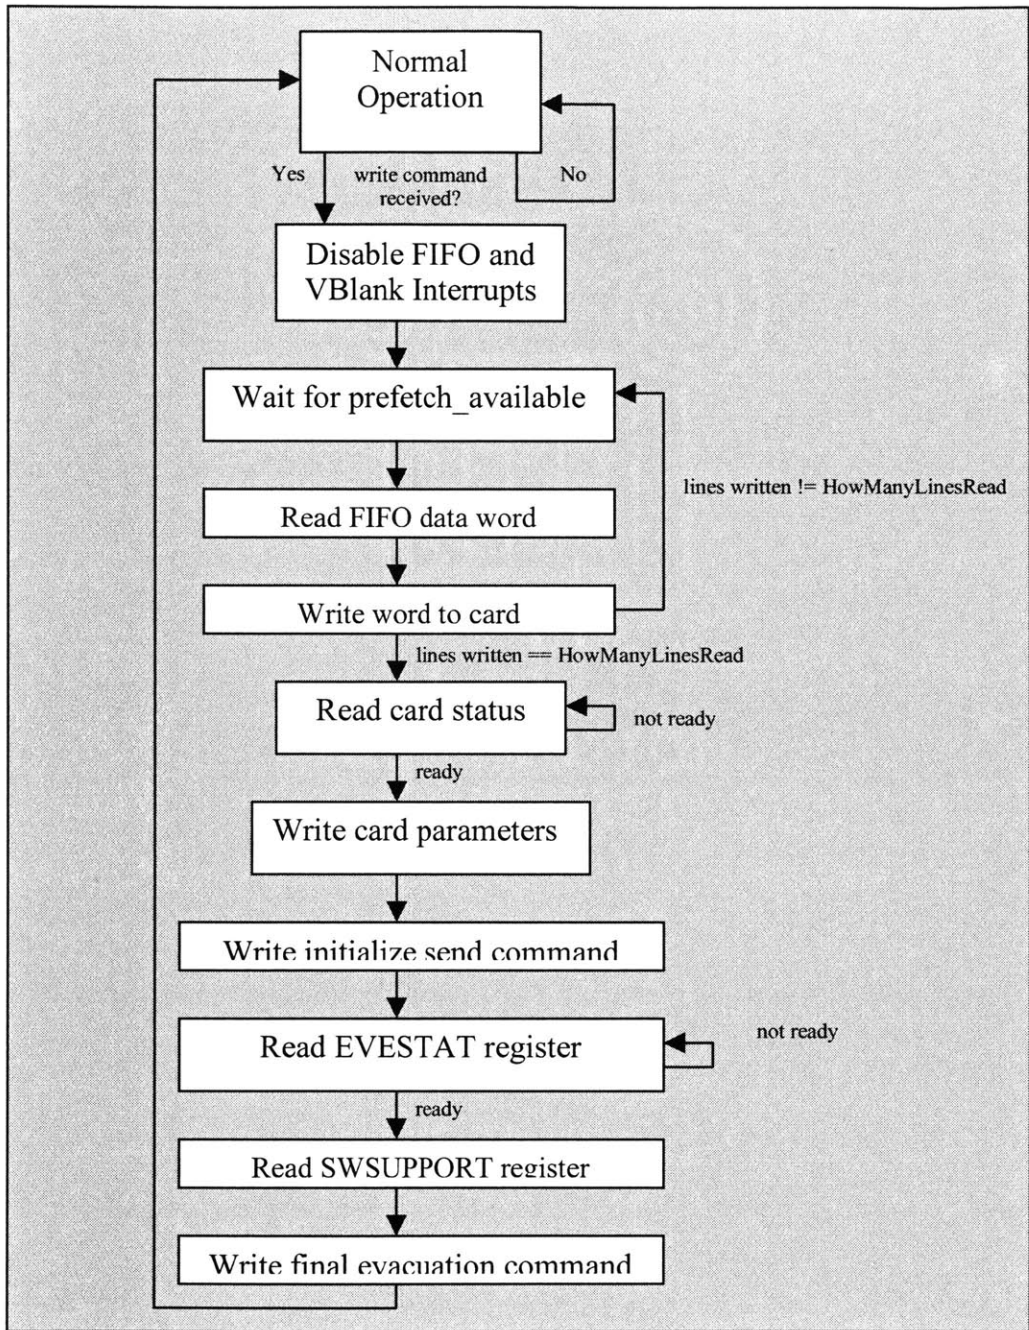 Normal
Operation
Yes
write command
received?
No
Disable FIFO and
VBlank Interrupts
Wait for prefetch_available
lines written != HowManyLinesRead
Read FIFO data word
Write word to card
lines written == HowManyLinesRead
Read card status
not ready
ready
Write card parameters
Write initialize send command
Read EVESTAT register
not ready
ready
Read SWSUPPORT register
Write final evacuation command